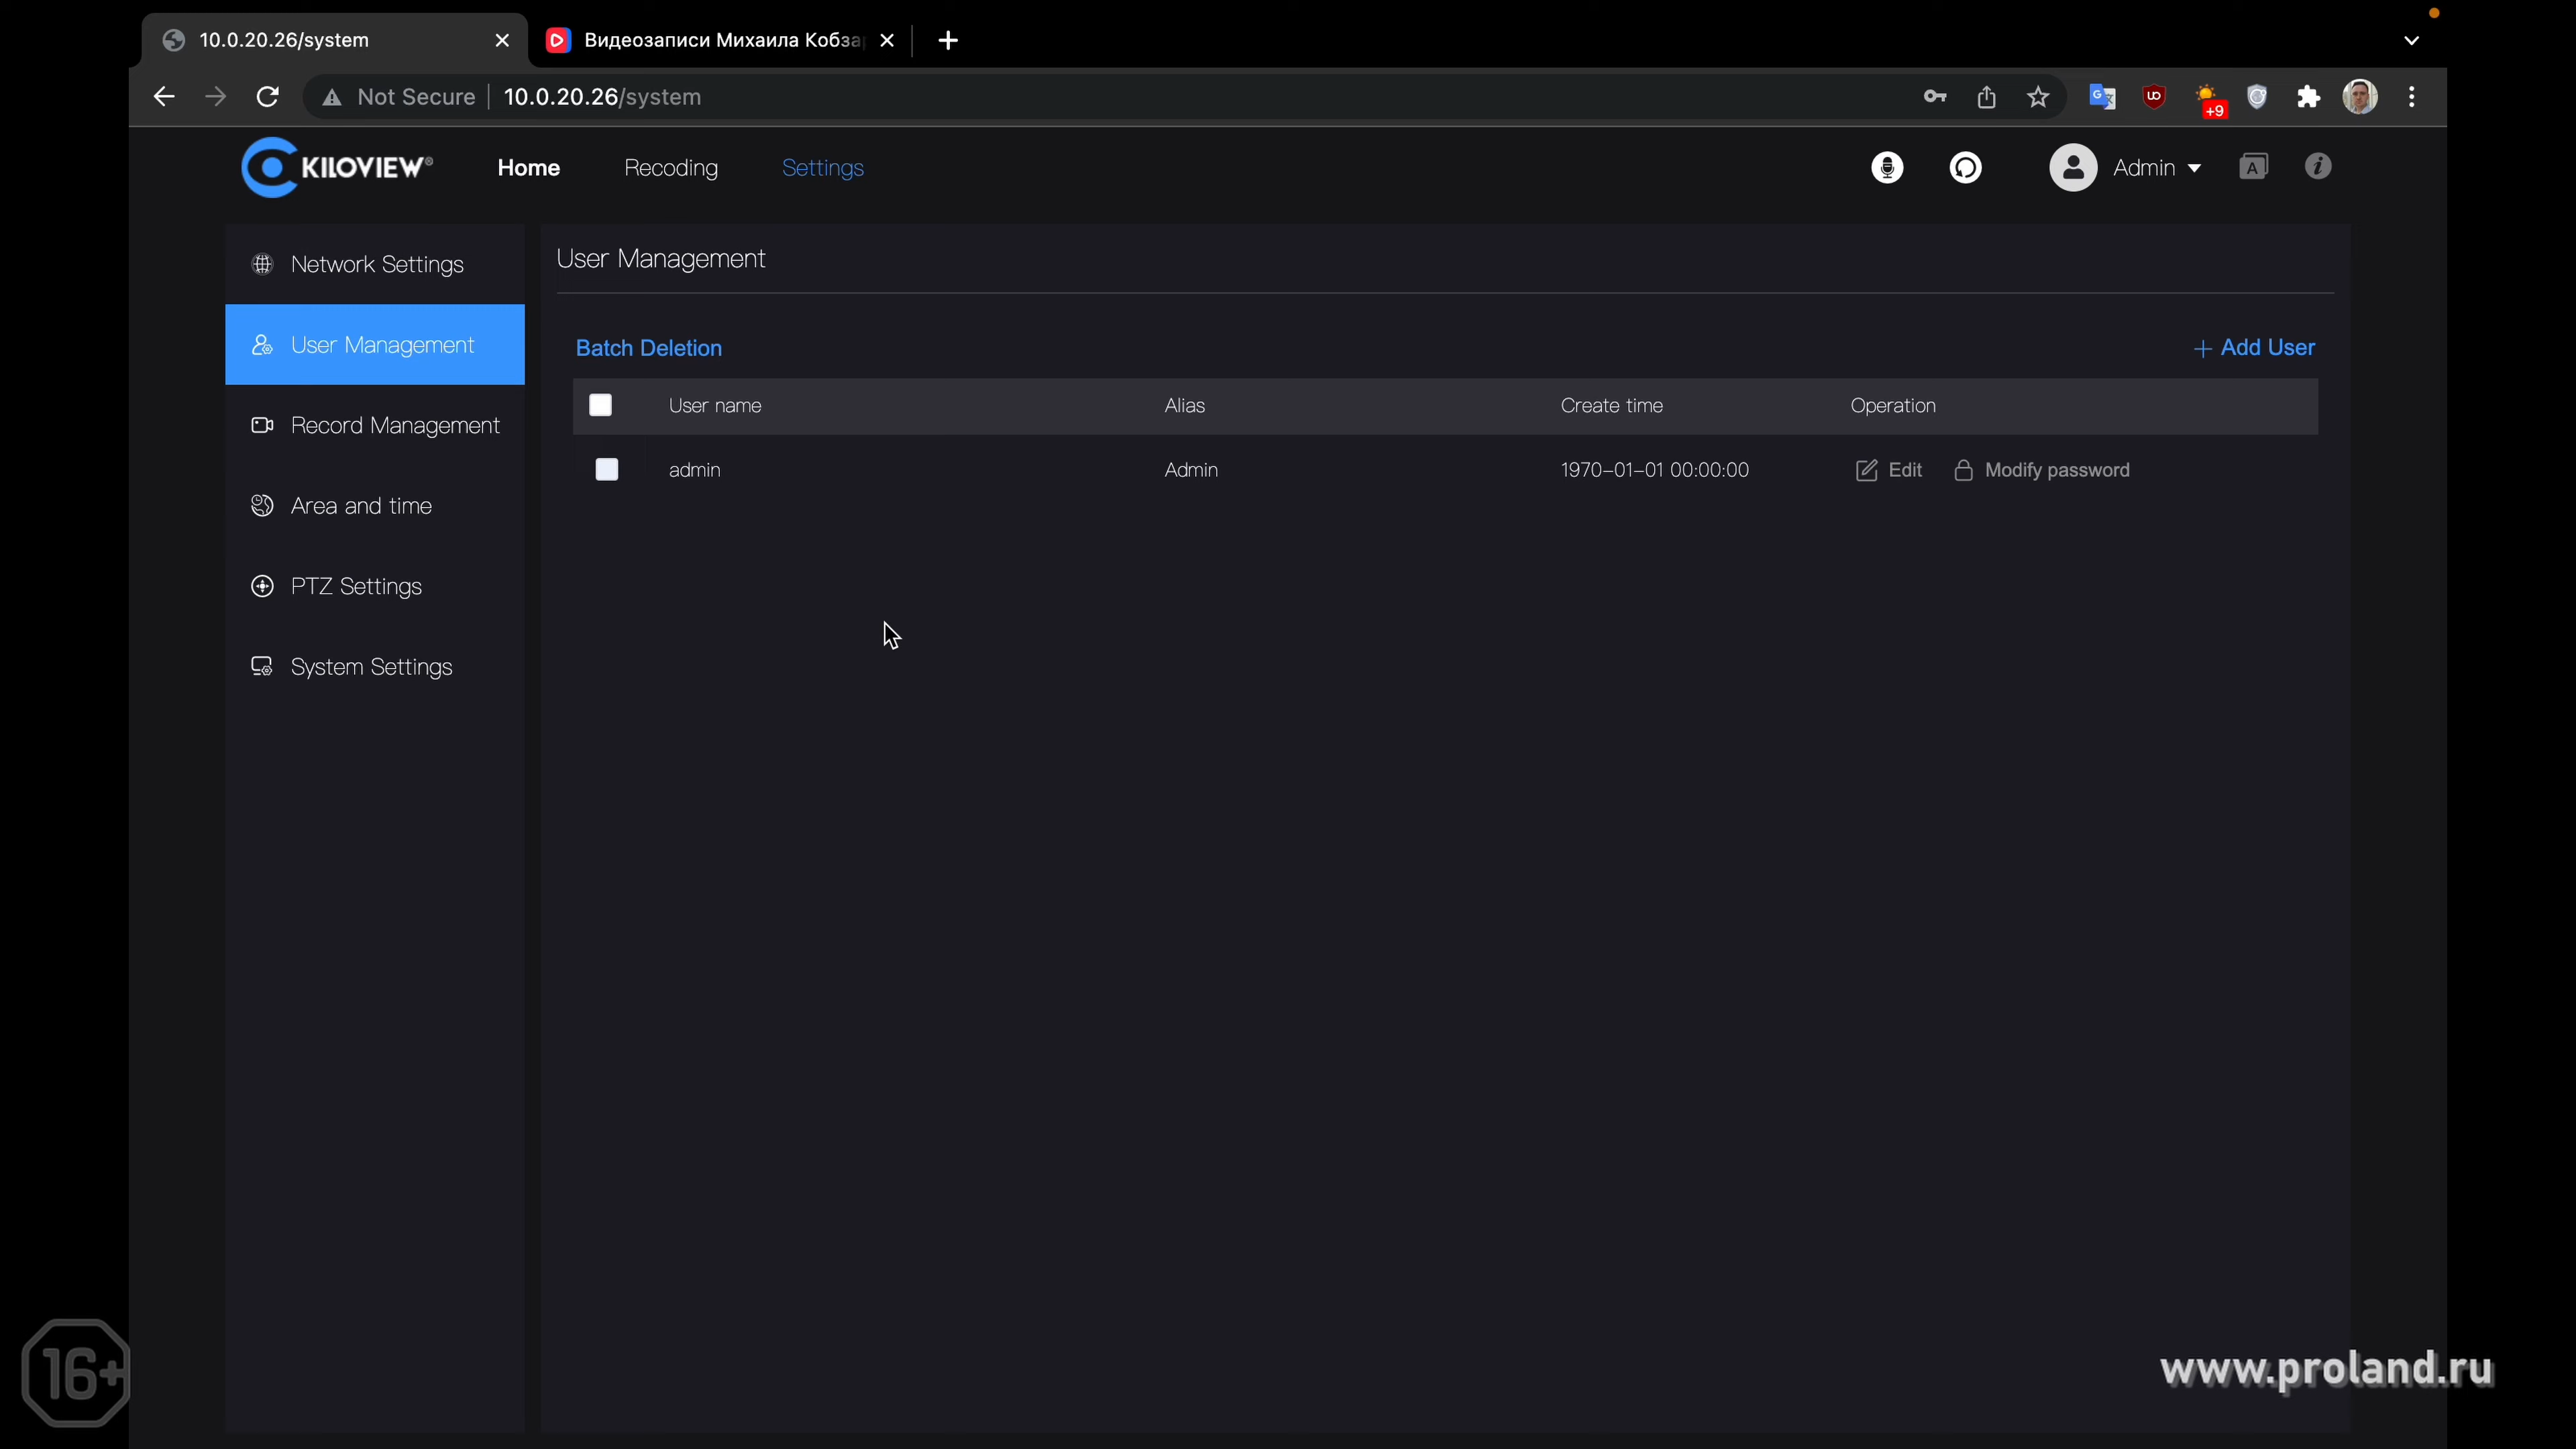 10.0.20.26/system
Видеозаписи Михаила Кобза
Not Secure
10.0.20.26/system
+9
KILOVIEW®
Home
Recoding
Settings
Admin
A
i
Network Settings
User Management
Record Management
Area and time
PTZ Settings
System Settings
User Management
Batch Deletion
+ Add User
User name Alias Create time Operation
admin Admin 1970-01-01 00:00:00 Edit Modify password
16+
www.proland.ru